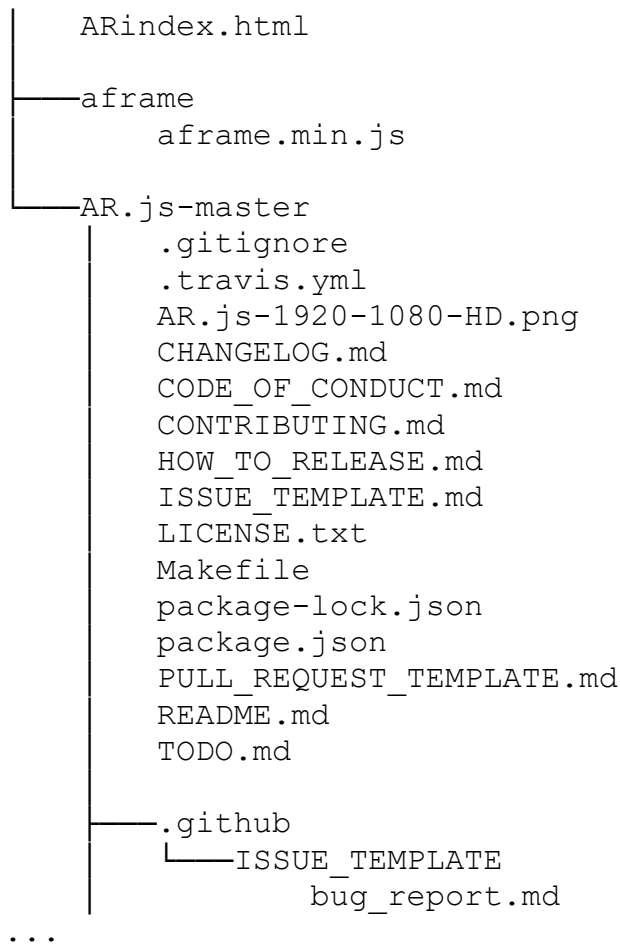 ARindex.html
aframe
aframe.min.js
AR.js-master
.gitignore
.travis.yml
AR.js-1920-1080-HD.png
CHANGELOG.md
CODE_OF_CONDUCT.md
CONTRIBUTING.md
HOW_TO_RELEASE.md
ISSUE_TEMPLATE.md
LICENSE.txt
Makefile
package-lock.json
package.json
PULL_REQUEST_TEMPLATE.md
README.md
TODO.md
.github
ISSUE_TEMPLATE
bug_report.md
...